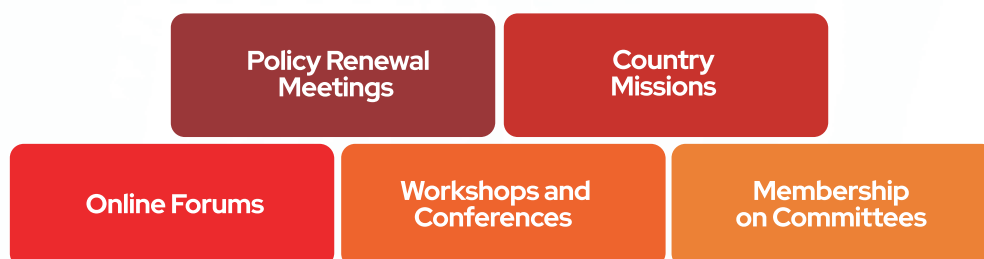 Policy Renewal
Meetings
Country
Missions
Online Forums
Workshops and
Conferences
Membership
on Committees